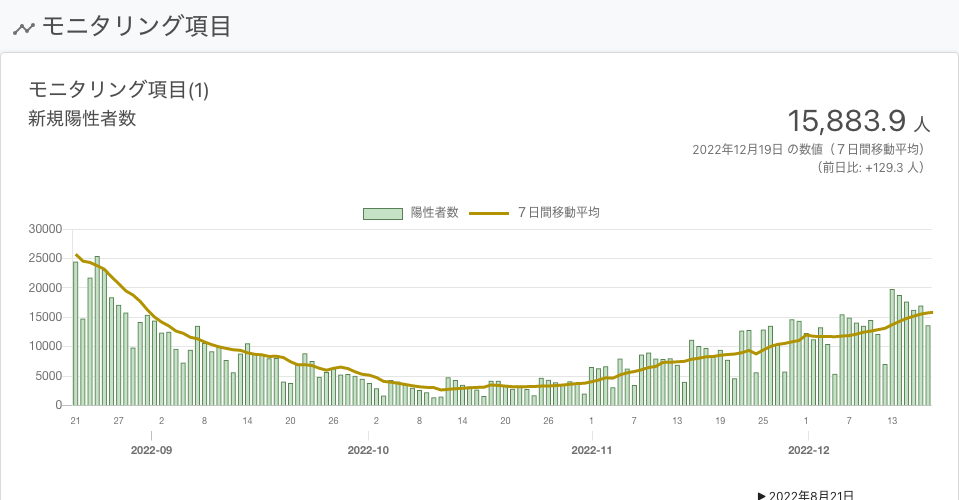 モニタリング項目
モニタリング項目(1)
新規陽性者数
15,883.9 人
2022年12月19日 の数値（７日間移動平均）
（前日比: +129.3 人）
陽性者数 ７日間移動平均
30000
25000
20000
15000
10000
5000
0
21 27 2 8 14 20 26 2 8 14 20 26 1 7 13 19 25 1 7 13
2022-09 2022-10 2022-11 2022-12
▶ 2022年8月21日